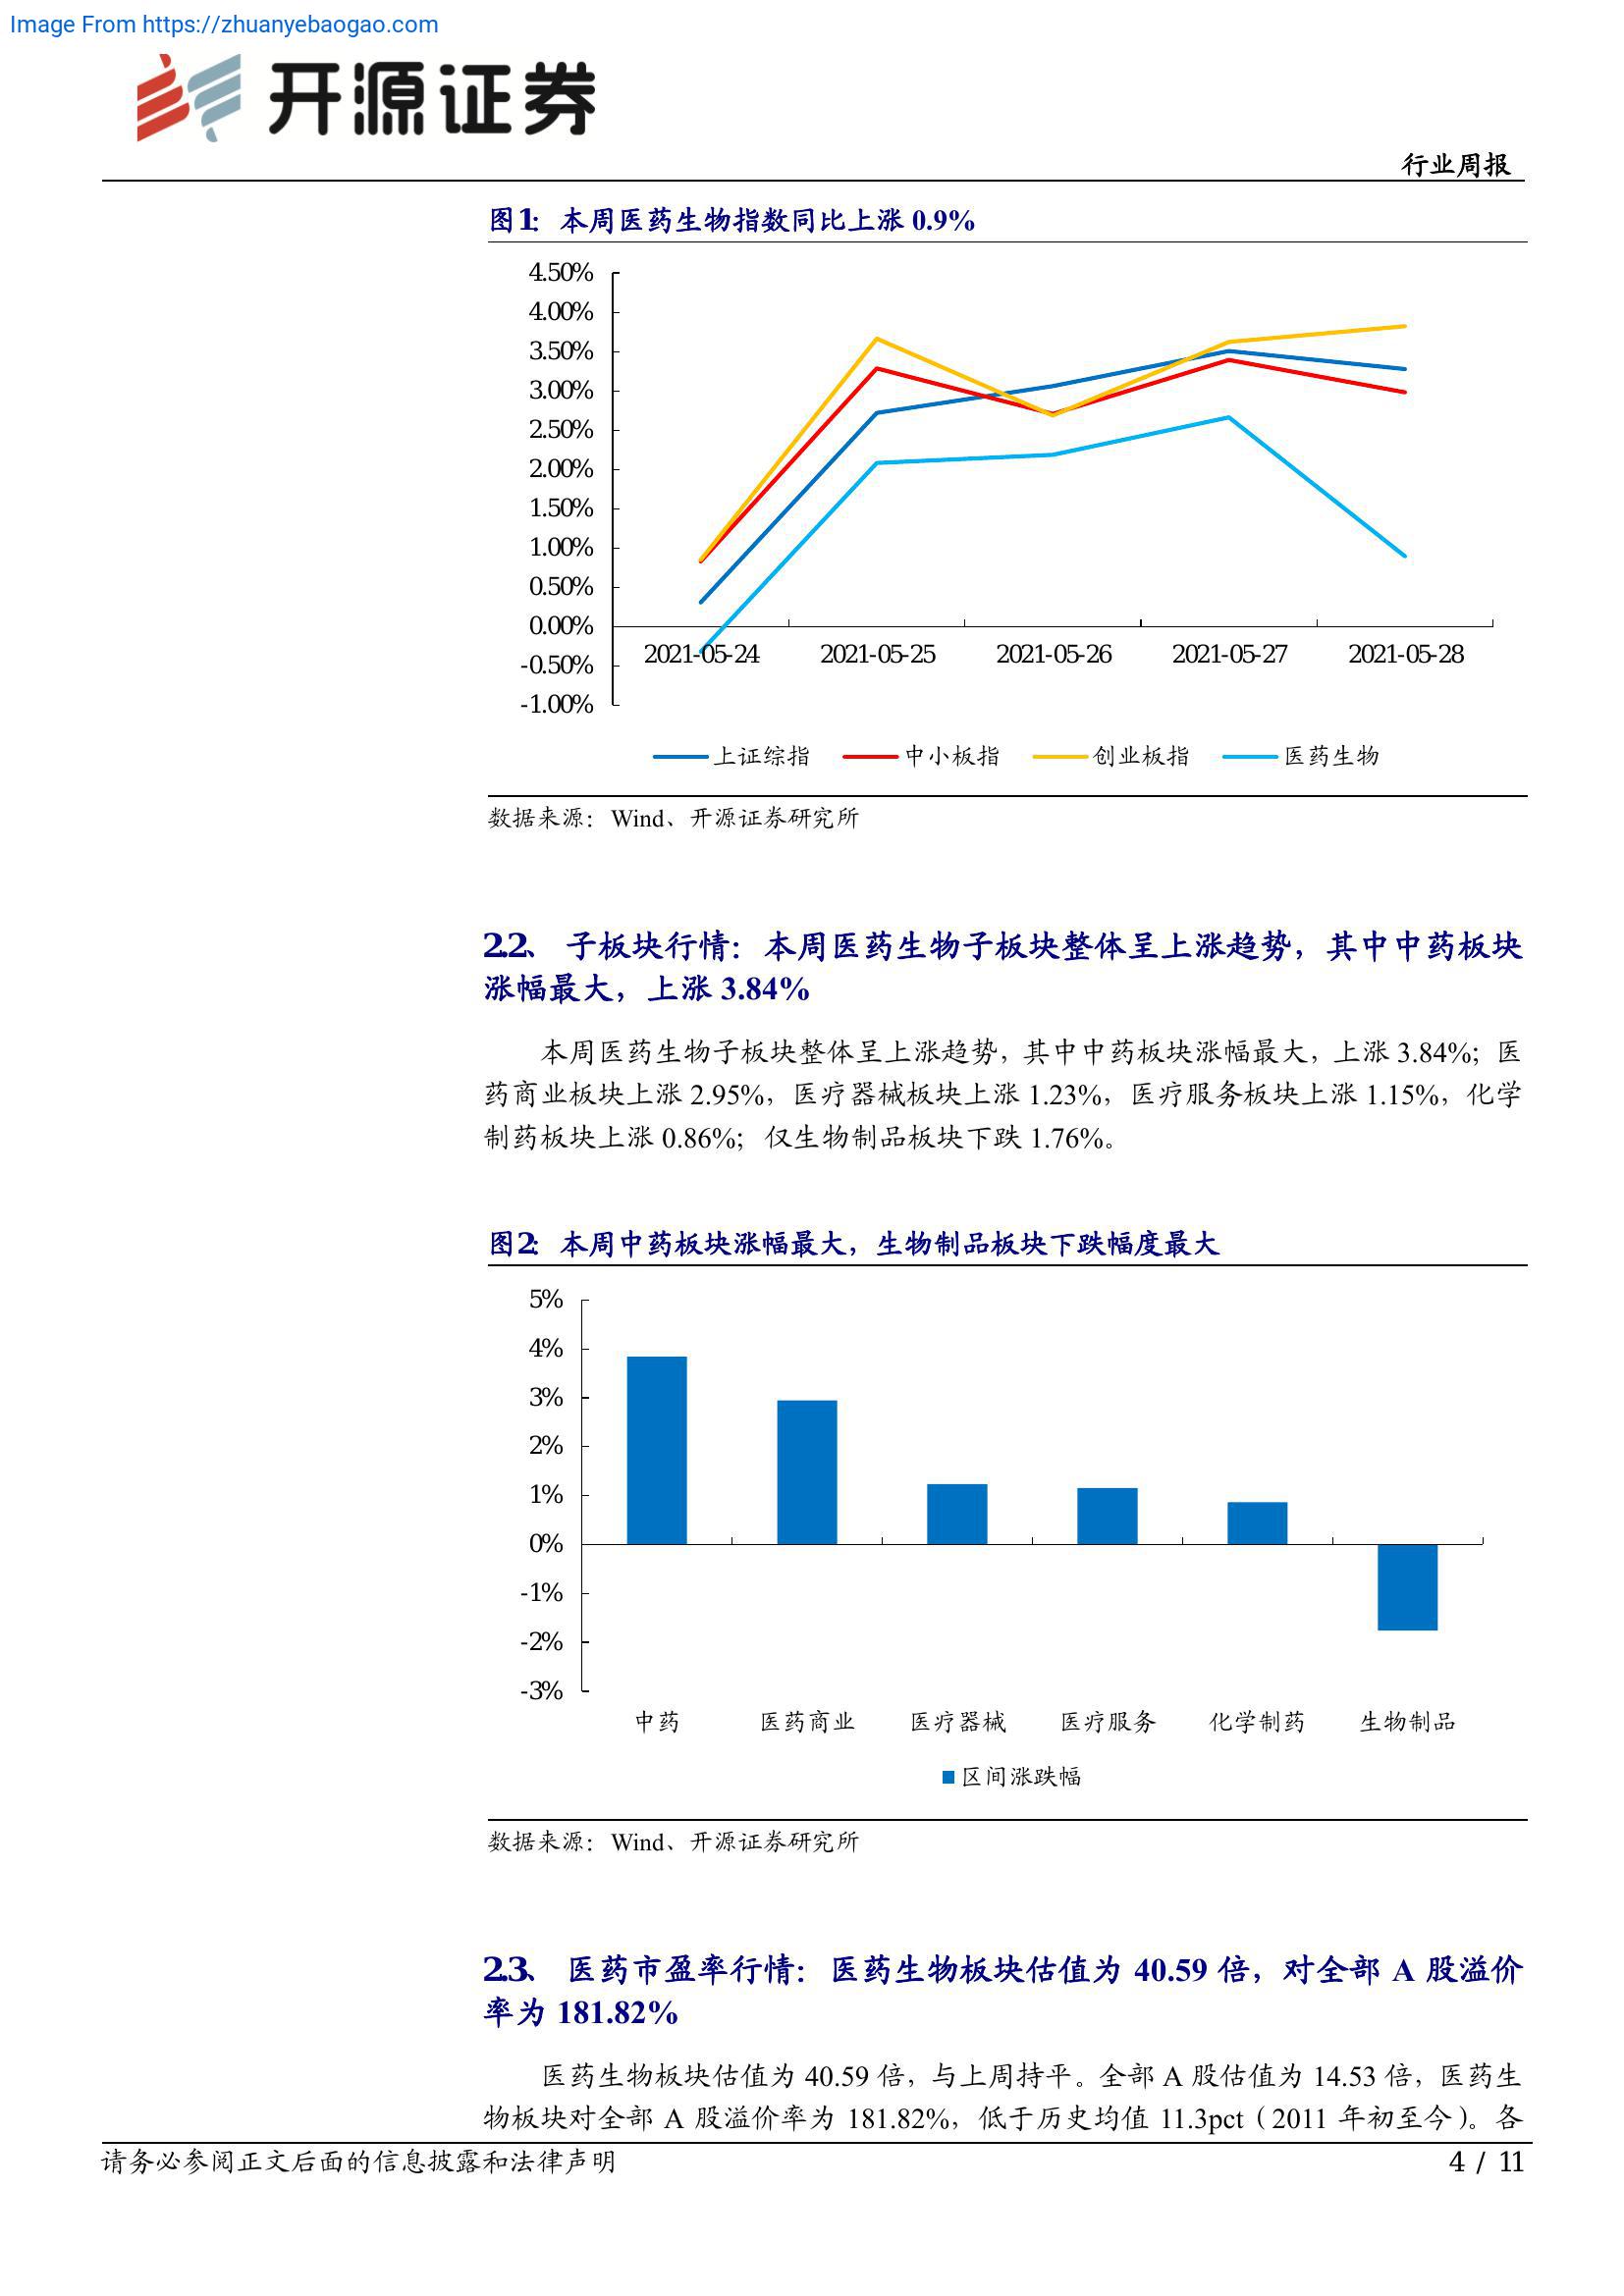 Image From https://zhuanyebaogao.com
开源证券
行业周报
图1：本周医药生物指数同比上涨 0.9%
4.50%
4.00%
3.50%
3.00%
2.50%
2.00%
1.50%
1.00%
0.50%
0.00%
-0.50%
-1.00%
2021-05-24 2021-05-25 2021-05-26 2021-05-27 2021-05-28
上证综指 中小板指 创业板指 医药生物
数据来源：Wind、开源证券研究所
2.2、 子板块行情：本周医药生物子板块整体呈上涨趋势，其中中药板块
涨幅最大，上涨 3.84%
本周医药生物子板块整体呈上涨趋势，其中中药板块涨幅最大，上涨 3.84%；医
药商业板块上涨 2.95%，医疗器械板块上涨 1.23%，医疗服务板块上涨 1.15%，化学
制药板块上涨 0.86%；仅生物制品板块下跌 1.76%。
图2：本周中药板块涨幅最大，生物制品板块下跌幅度最大
5%
4%
3%
2%
1%
0%
-1%
-2%
-3%
中药 医药商业 医疗器械 医疗服务 化学制药 生物制品
区间涨跌幅
数据来源：Wind、开源证券研究所
2.3、 医药市盈率行情：医药生物板块估值为 40.59 倍，对全部 A 股溢价
率为 181.82%
医药生物板块估值为 40.59 倍，与上周持平。全部 A 股估值为 14.53 倍，医药生
物板块对全部 A 股溢价率为 181.82%，低于历史均值 11.3pct（2011 年初至今）。各
请务必参阅正文后面的信息披露和法律声明
4 / 11